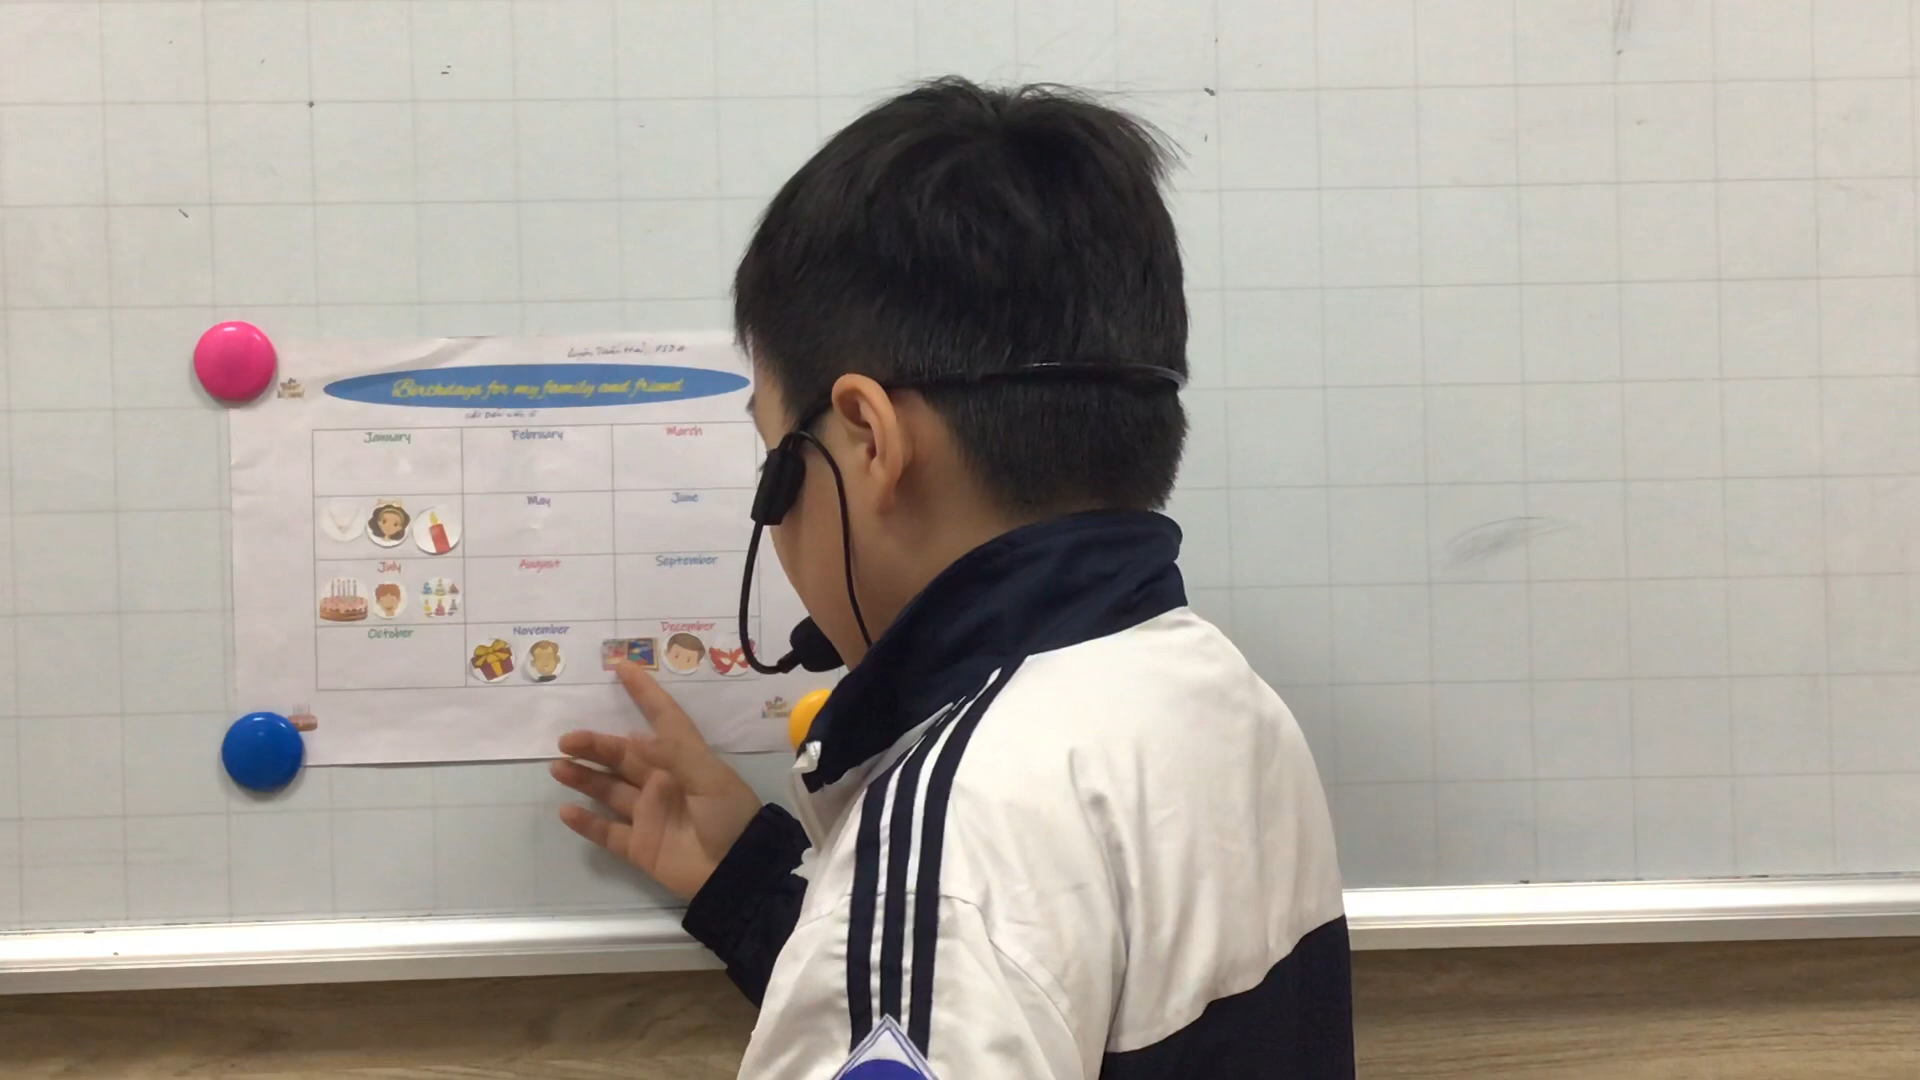 Birthdays for my family and friend
January February March
May June
July August September
October November December